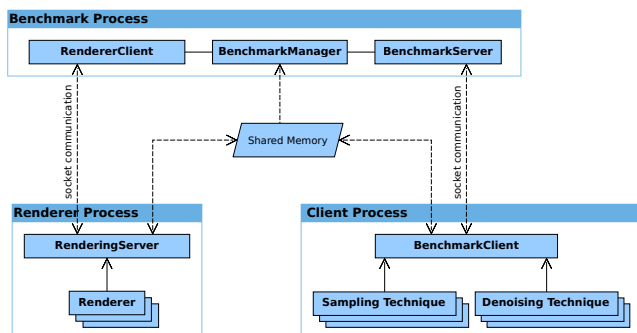 Benchmark Process
RendererClient
BenchmarkManager
BenchmarkServer
socket communication
socket communication
Shared Memory
Renderer Process
Client Process
RenderingServer
BenchmarkClient
Renderer
Sampling Technique
Denoising Technique